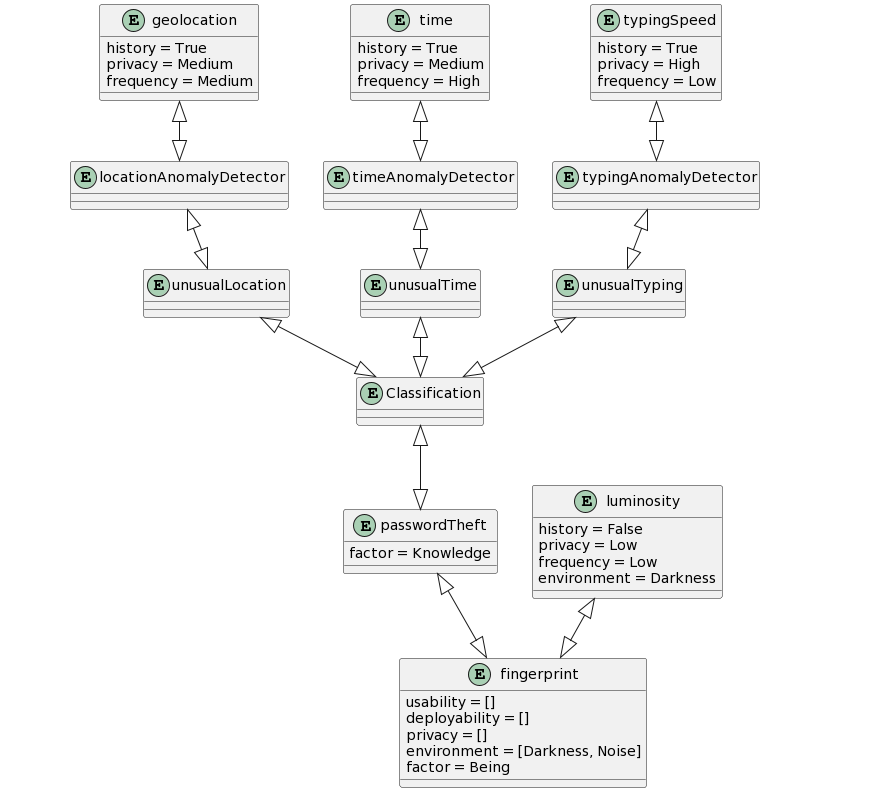 E geolocation
history = True
privacy = Medium
frequency = Medium
E time
history = True
privacy = Medium
frequency = High
E typingSpeed
history = True
privacy = High
frequency = Low
E locationAnomalyDetector
E timeAnomalyDetector
E typingAnomalyDetector
E unusualLocation
E unusualTime
E unusualTyping
E Classification
E passwordTheft
factor = Knowledge
E luminosity
history = False
privacy = Low
frequency = Low
environment = Darkness
E fingerprint
usability = []
deployability = []
privacy = []
environment = [Darkness, Noise]
factor = Being